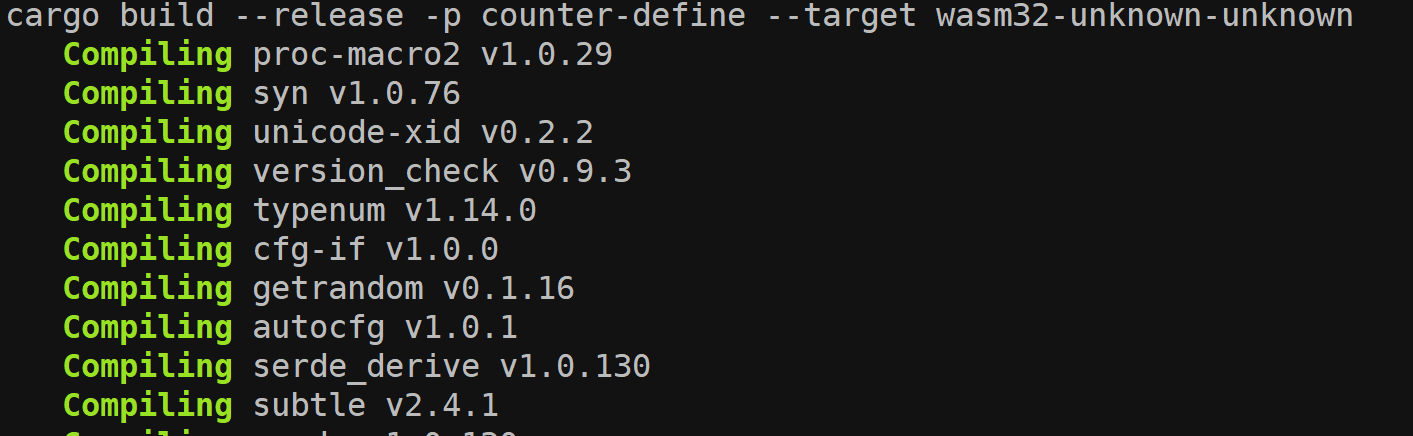 cargo build --release -p counter-define --target wasm32-unknown-unknown
Compiling proc-macro2 v1.0.29
Compiling syn v1.0.76
Compiling unicode-xid v0.2.2
Compiling version_check v0.9.3
Compiling typenum v1.14.0
Compiling cfg-if v1.0.0
Compiling getrandom v0.1.16
Compiling autocfg v1.0.1
Compiling serde_derive v1.0.130
Compiling subtle v2.4.1
Compiling